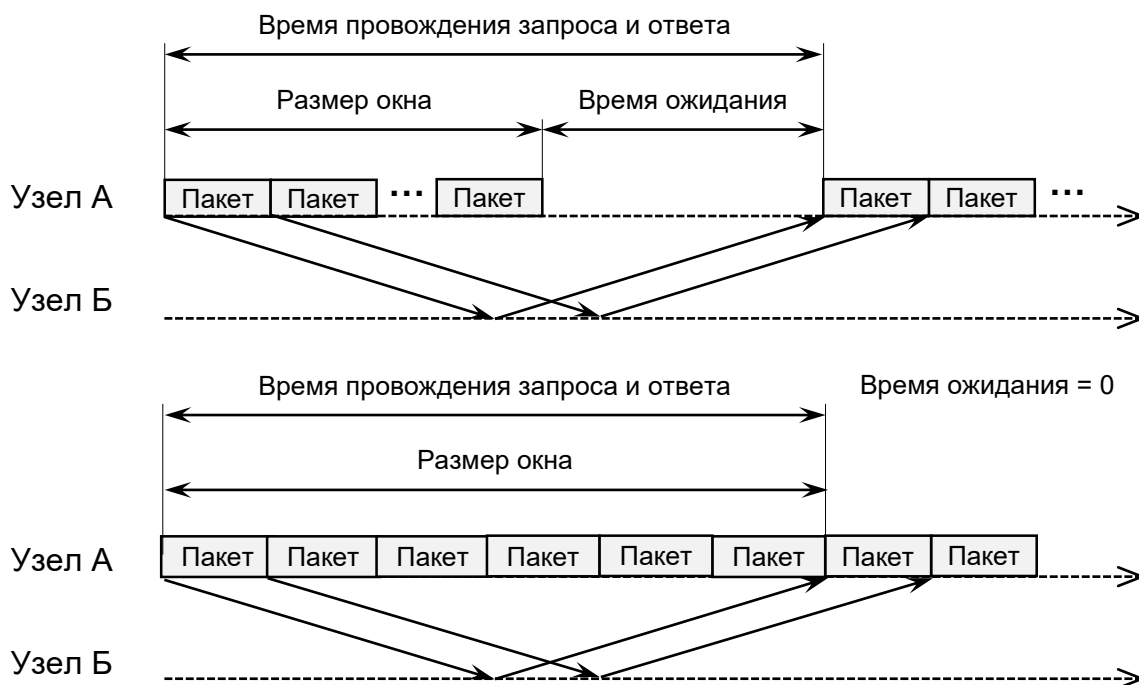 Время провождения запроса и ответа
Размер окна
Время ожидания
Узел А
Пакет
Пакет
...
Пакет
Пакет
Пакет
...
Узел Б
Время провождения запроса и ответа
Время ожидания = 0
Размер окна
Узел А
Пакет
Пакет
Пакет
Пакет
Пакет
Пакет
Пакет
Пакет
Узел Б